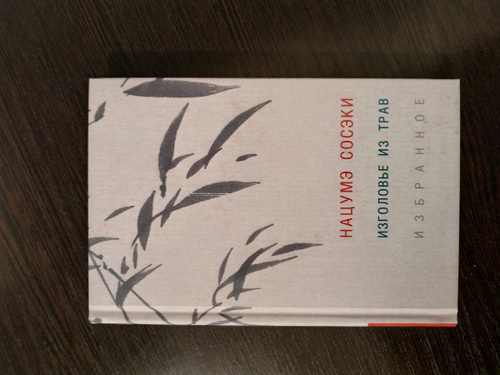 НАЦУМЭ СОСЭКИ
ИЗГОЛОВЬЕ ИЗ ТРАВ
ИЗБРАННОЕ